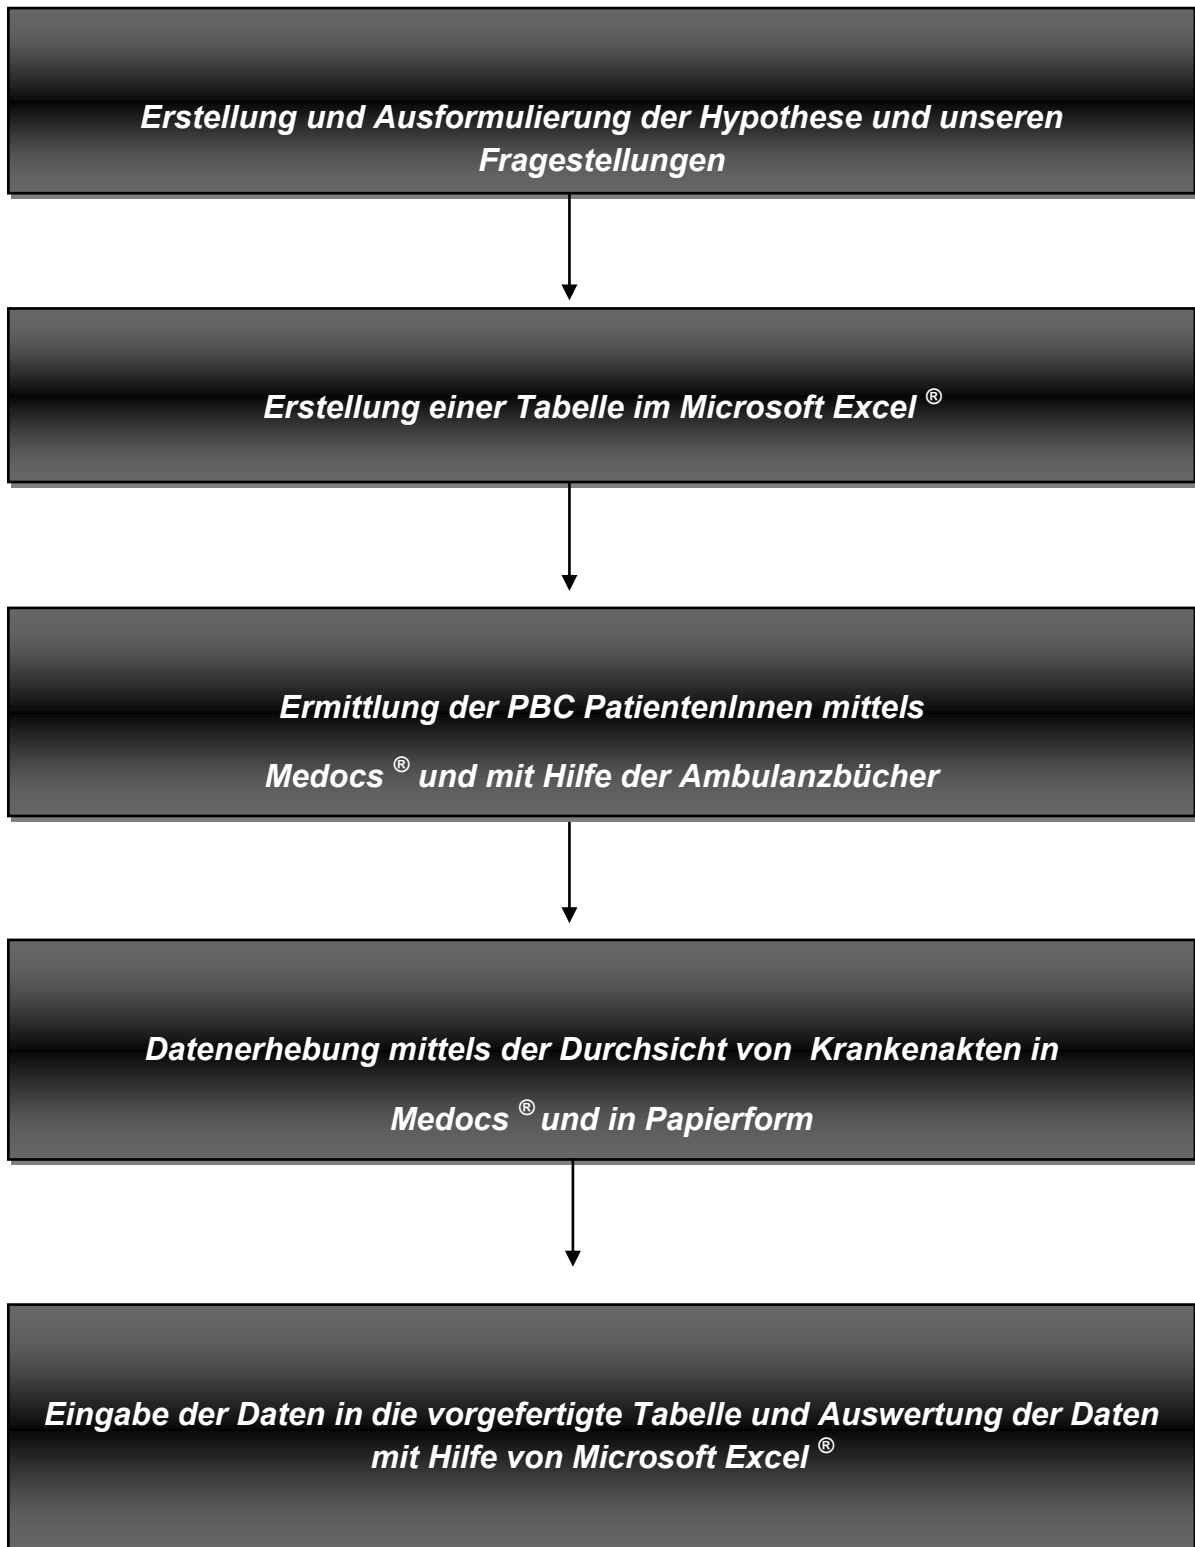 Erstellung und Ausformulierung der Hypothese und unseren
Fragestellungen
Erstellung einer Tabelle im Microsoft Excel ®
Ermittlung der PBC PatientenInnen mittels
Medocs ® und mit Hilfe der Ambulanzbücher
Datenerhebung mittels der Durchsicht von Krankenakten in
Medocs ® und in Papierform
Eingabe der Daten in die vorgefertigte Tabelle und Auswertung der Daten
mit Hilfe von Microsoft Excel ®